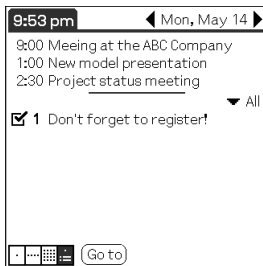 9:53 pm Mon, May 14
9:00 Meeing at the ABC Company
1:00 New model presentation
2:30 Project status meeting
All
1 Don't forget to register!
Go to